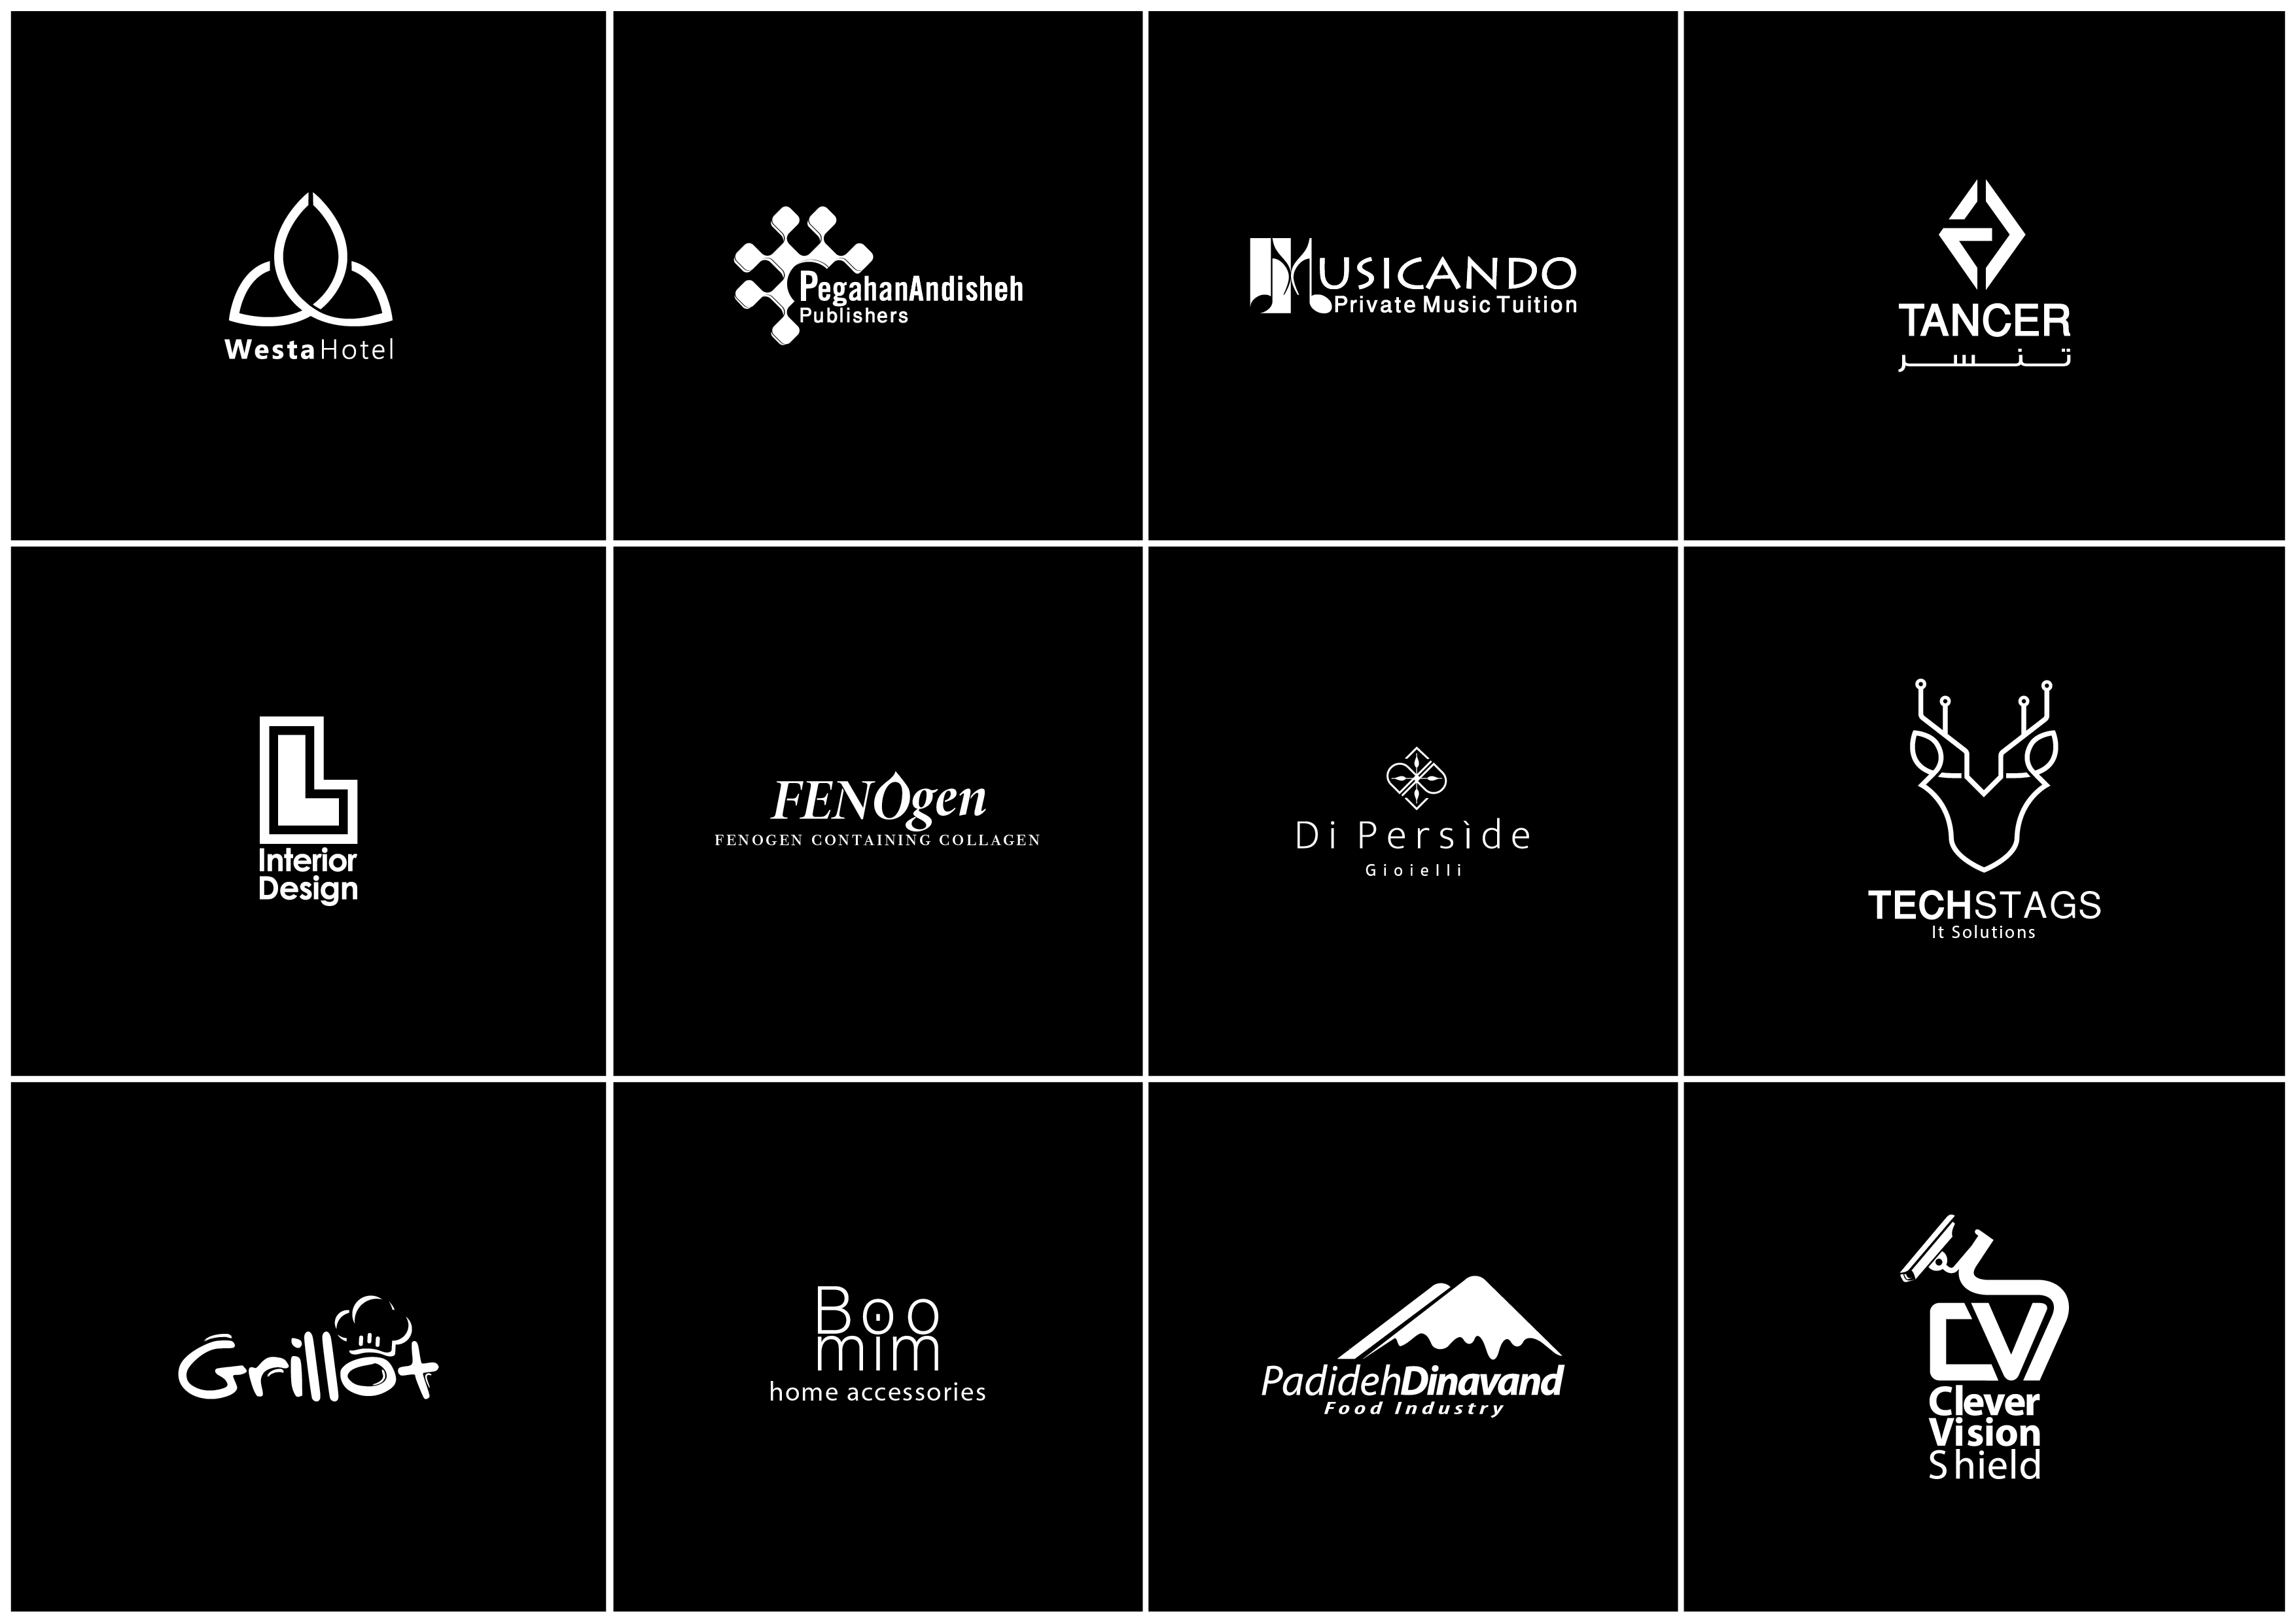 WestaHotel
PegahanAndisheh
Publishers
MUSICANDO
Private Music Tuition
TANCER
تنسر
L
Interior
Design
FENOgen
FENOGEN CONTAINING COLLAGEN
Di Persìde
Gioielli
TECHSTAGS
It Solutions
Grillot
Boo
mim
home accessories
PadidehDinavand
Food Industry
CV
Clever
Vision
Shield